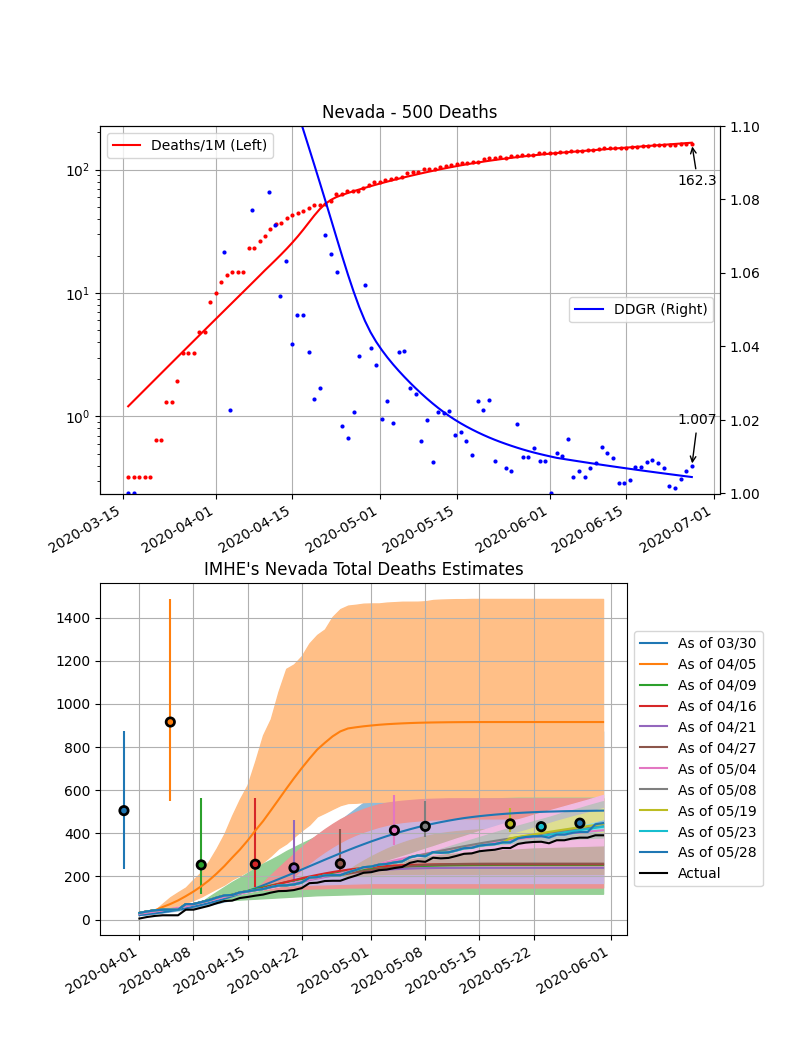 Nevada - 500 Deaths
Deaths/1M (Left)
DDGR (Right)
162.3
1.007
10²
10¹
10⁰
1.10
1.08
1.06
1.04
1.02
1.00
2020-03-15
2020-04-01
2020-04-15
2020-05-01
2020-05-15
2020-06-01
2020-06-15
2020-07-01
IMHE's Nevada Total Deaths Estimates
1400
1200
1000
800
600
400
200
0
2020-04-01
2020-04-08
2020-04-15
2020-04-22
2020-05-01
2020-05-08
2020-05-15
2020-05-22
2020-06-01
As of 03/30
As of 04/05
As of 04/09
As of 04/16
As of 04/21
As of 04/27
As of 05/04
As of 05/08
As of 05/19
As of 05/23
As of 05/28
Actual